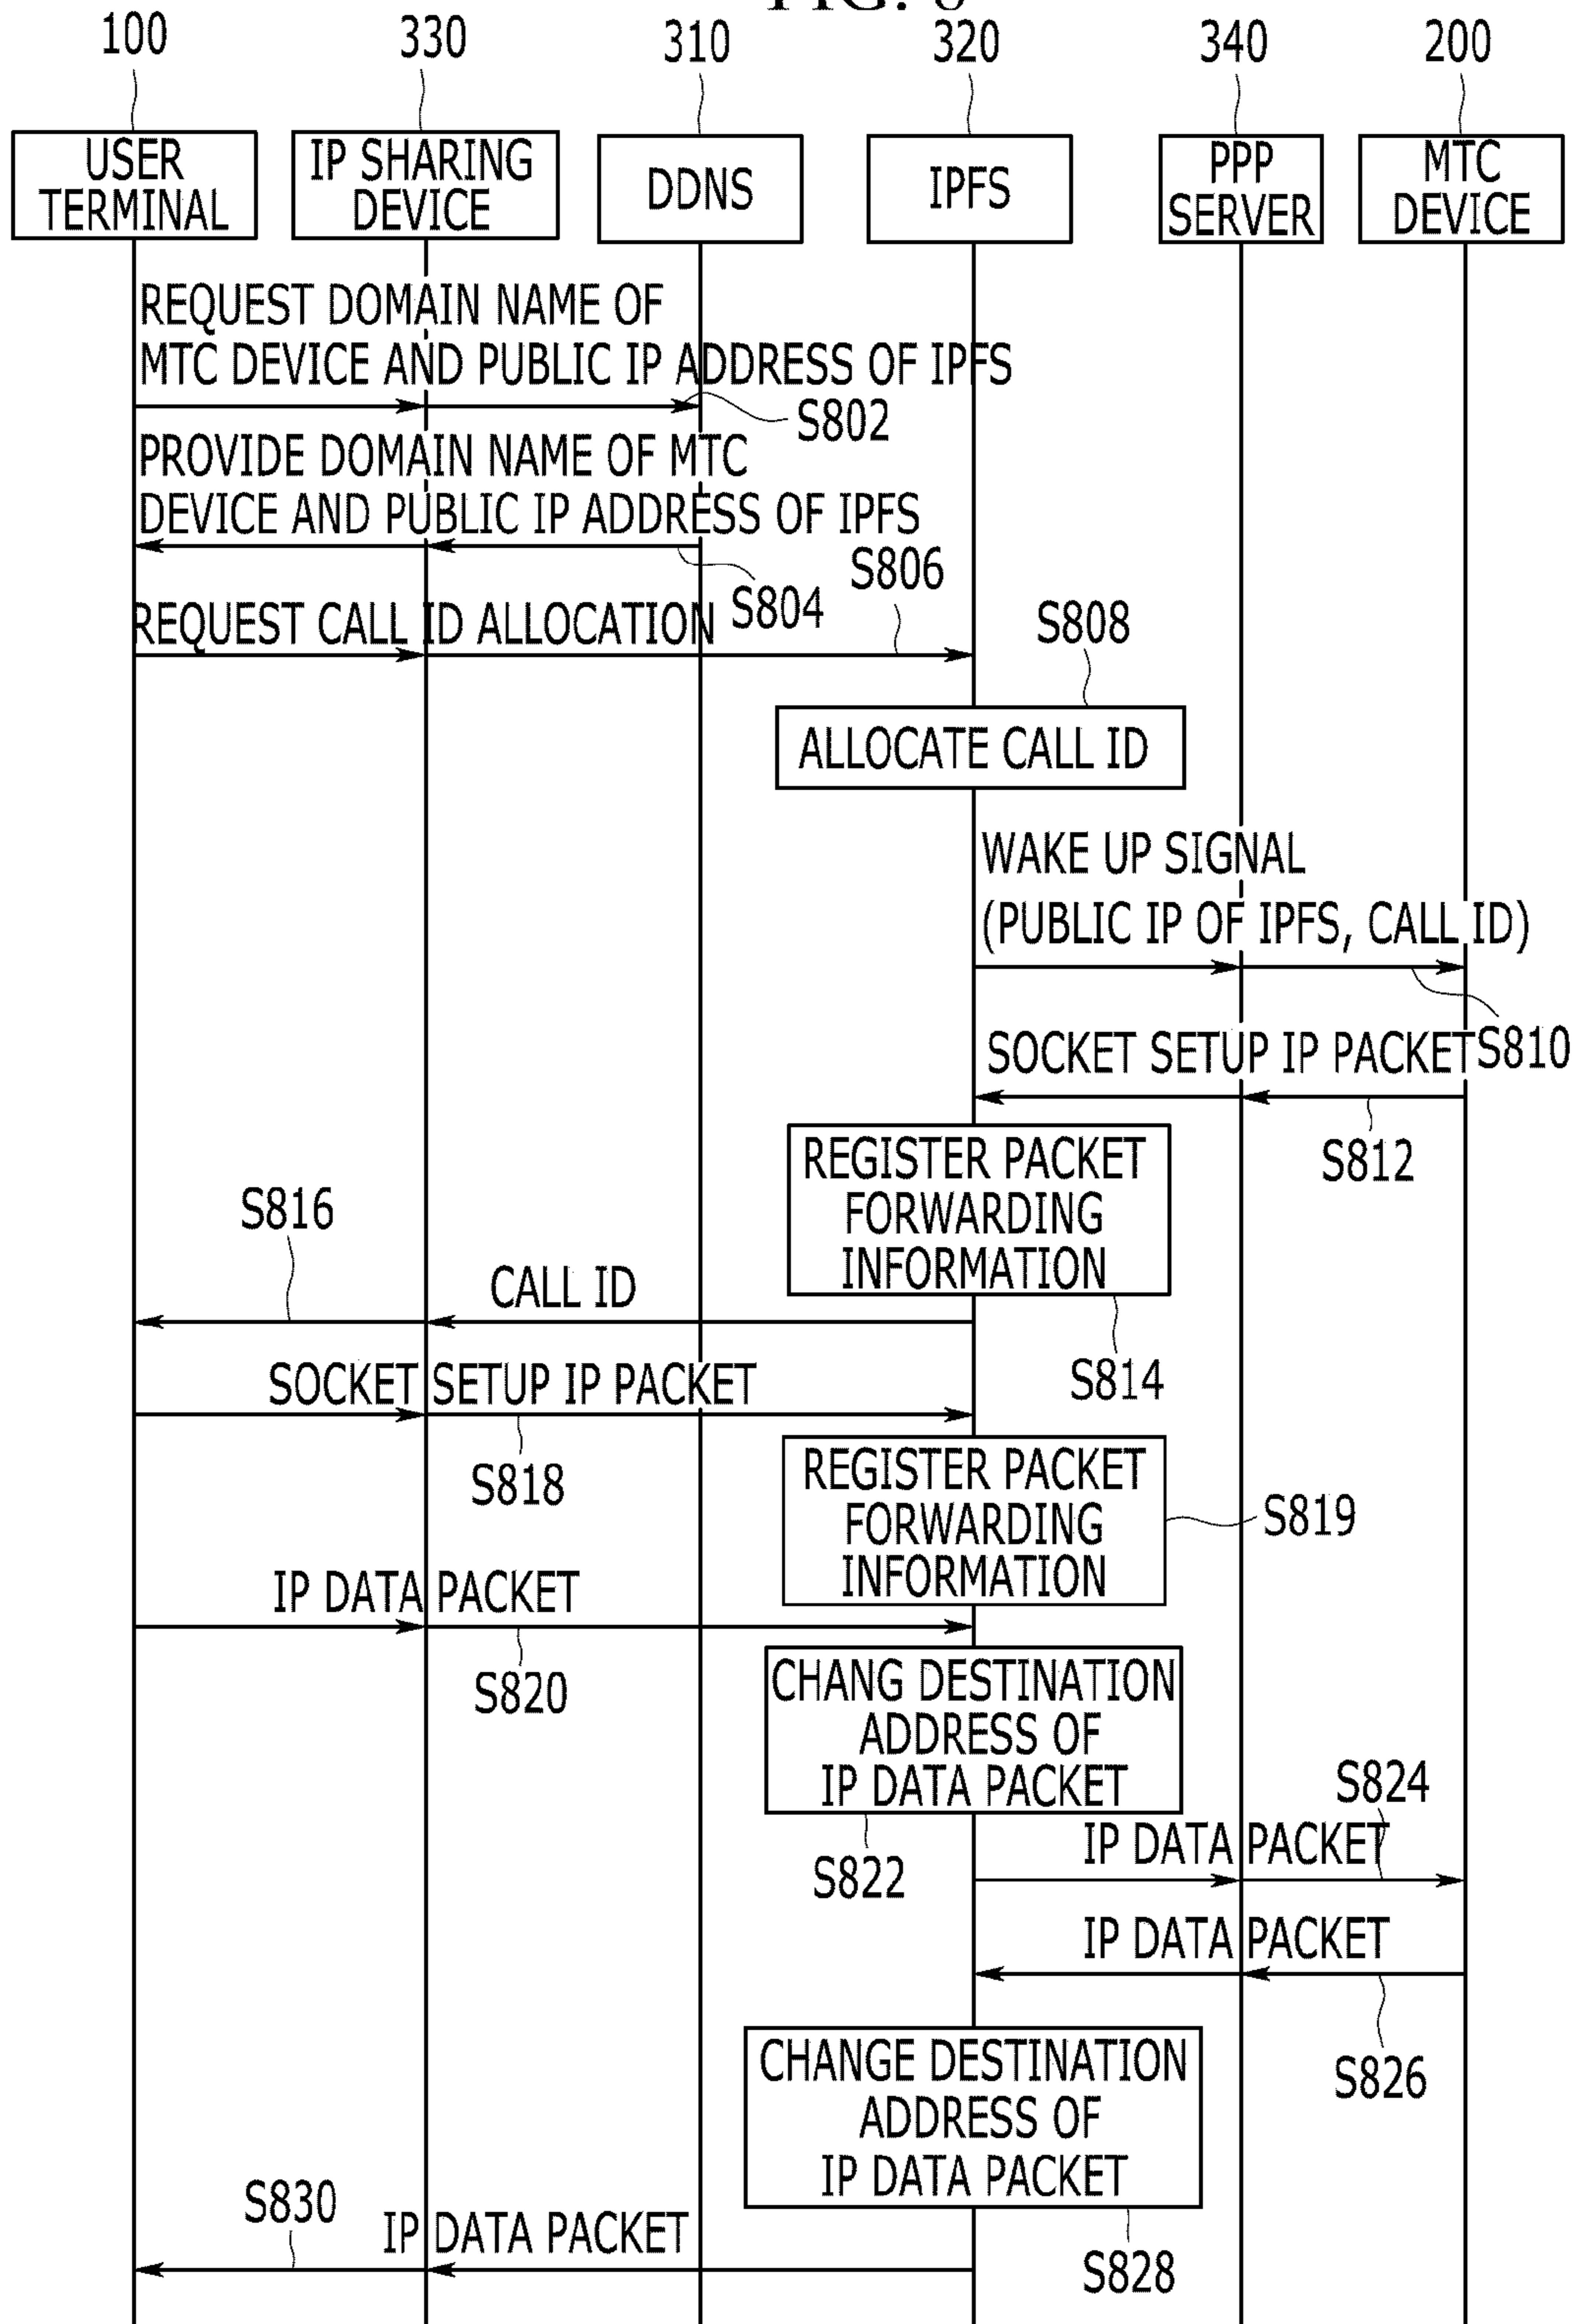 FIG. 8
100 330 310 320 340 200
USER TERMINAL
IP SHARING DEVICE
DDNS
IPFS
PPP SERVER
MTC DEVICE
REQUEST DOMAIN NAME OF
MTC DEVICE AND PUBLIC IP ADDRESS OF IPFS
S802
PROVIDE DOMAIN NAME OF MTC
DEVICE AND PUBLIC IP ADDRESS OF IPFS
S804
S806
REQUEST CALL ID ALLOCATION
S808
ALLOCATE CALL ID
WAKE UP SIGNAL
(PUBLIC IP OF IPFS, CALL ID)
S810
SOCKET SETUP IP PACKET
S812
REGISTER PACKET
FORWARDING
INFORMATION
S814
S816
CALL ID
SOCKET SETUP IP PACKET
S818
REGISTER PACKET
FORWARDING
INFORMATION
S819
IP DATA PACKET
S820
CHANG DESTINATION
ADDRESS OF
IP DATA PACKET
S822
S824
IP DATA PACKET
IP DATA PACKET
S826
CHANGE DESTINATION
ADDRESS OF
IP DATA PACKET
S828
S830
IP DATA PACKET